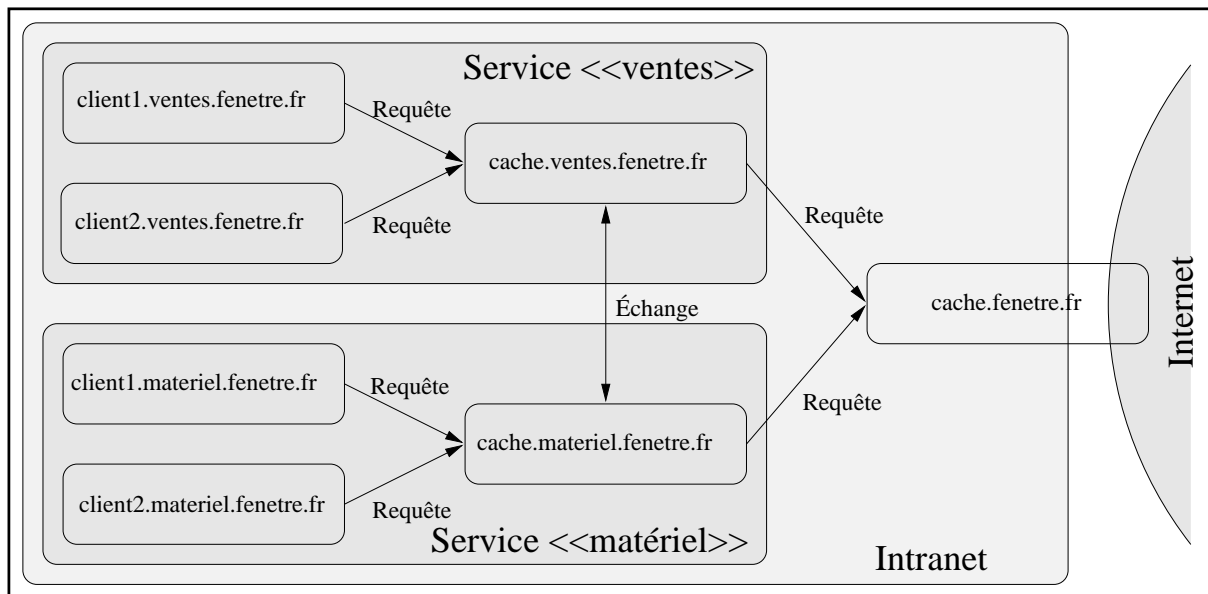 Service <<ventes>>
client1.ventes.fenetre.fr
Requête
cache.ventes.fenetre.fr
client2.ventes.fenetre.fr
Requête
Requête
cache.fenetre.fr
Internet
Échange
client1.materiel.fenetre.fr
Requête
Requête
cache.materiel.fenetre.fr
client2.materiel.fenetre.fr
Requête
Service <<matériel>>
Intranet